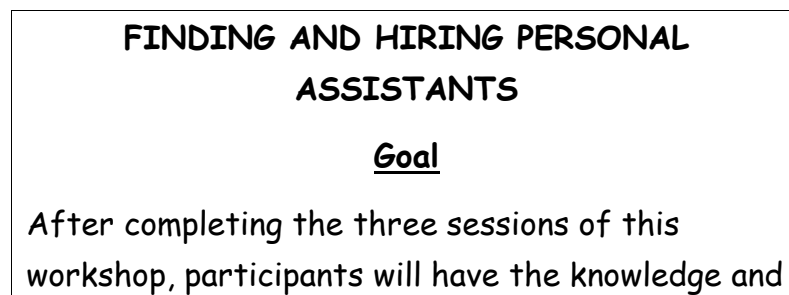 FINDING AND HIRING PERSONAL
ASSISTANTS
Goal
After completing the three sessions of this
workshop, participants will have the knowledge and